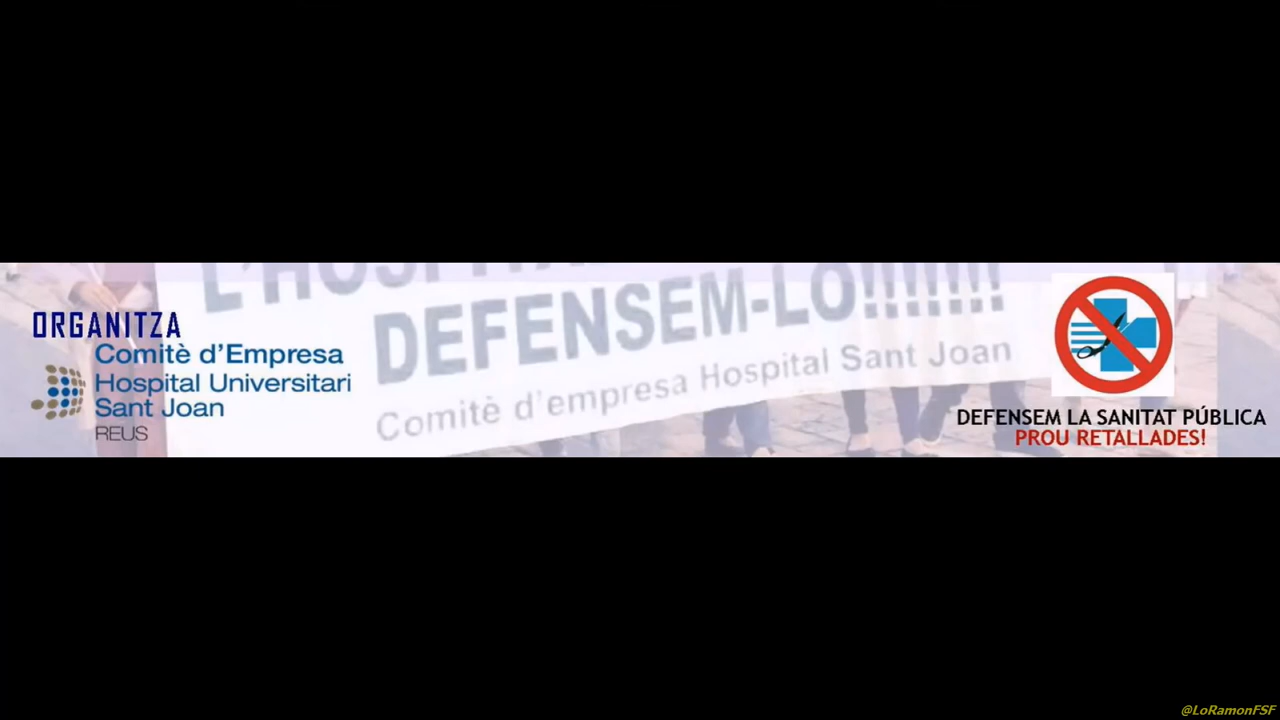 L'HOSPITAL
DEFENSEM-LO!!!!!!!
Comitè d'empresa Hospital Sant Joan
ORGANITZA
Comitè d'Empresa
Hospital Universitari
Sant Joan
REUS
DEFENSEM LA SANITAT PÚBLICA
PROU RETALLADES!
@LoRamonFSF